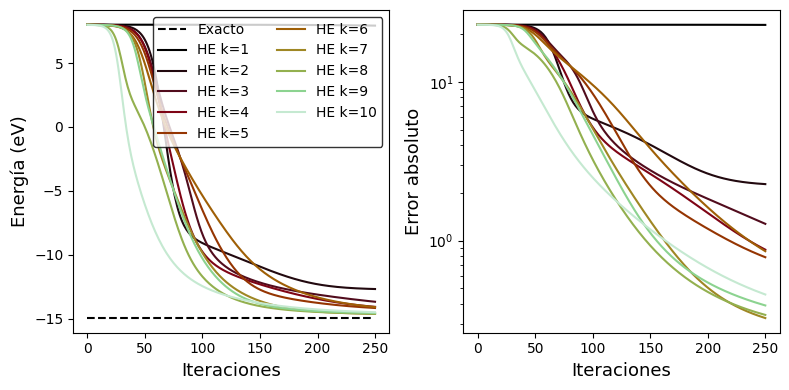 Energía (eV)
5
0
−5
−10
−15
0
50
100
150
200
250
Iteraciones
Exacto
HE k=1
HE k=2
HE k=3
HE k=4
HE k=5
HE k=6
HE k=7
HE k=8
HE k=9
HE k=10
Error absoluto
10¹
10⁰
0
50
100
150
200
250
Iteraciones